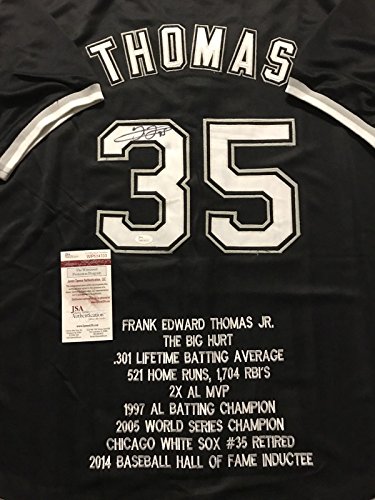 THOMAS
35
JSA
Authentication
FRANK EDWARD THOMAS JR.
THE BIG HURT
.301 LIFETIME BATTING AVERAGE
521 HOME RUNS, 1,704 RBI'S
2X AL MVP
1997 AL BATTING CHAMPION
2005 WORLD SERIES CHAMPION
CHICAGO WHITE SOX #35 RETIRED
2014 BASEBALL HALL OF FAME INDUCTEE